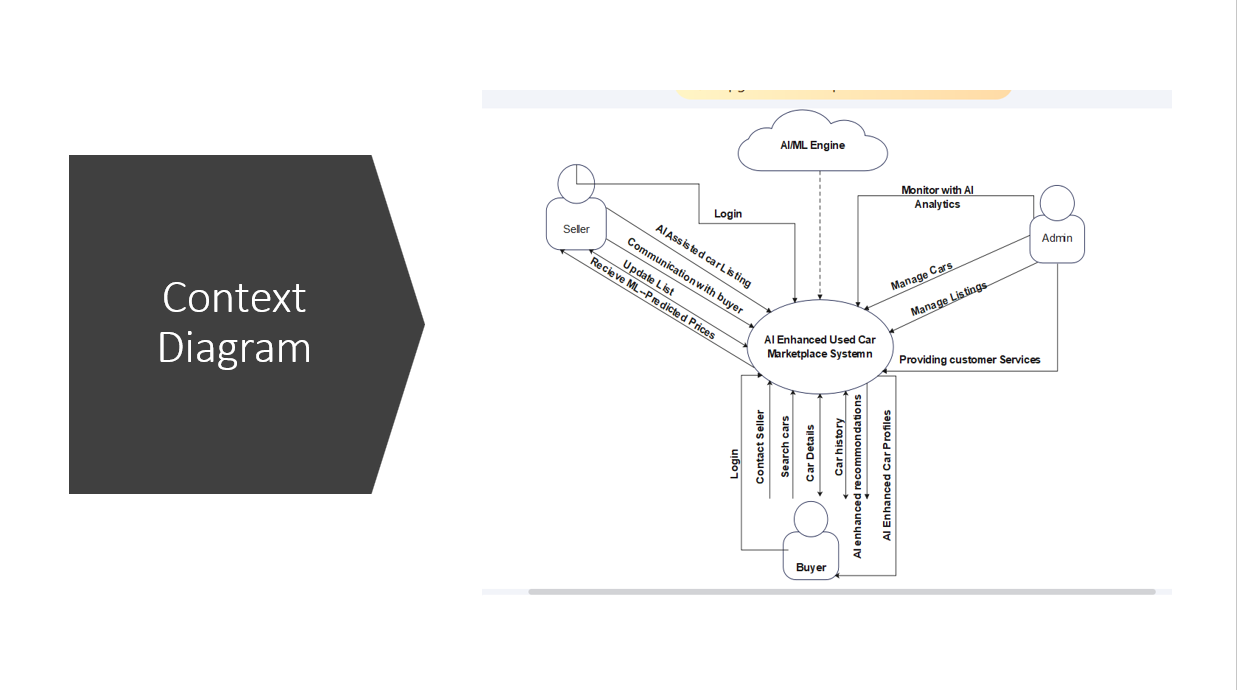 Context
Diagram
AI/ML Engine
Seller
Login
Monitor with AI
Analytics
Admin
AI Assisted car Listing
Communication with buyer
Update List
Recieve ML–Predicted Prices
Manage Cars
Manage Listings
AI Enhanced Used Car
Marketplace Systemn
Providing customer Services
Login
Contact Seller
Search cars
Car Details
Car history
AI enhanced recommondations
AI Enhanced Car Profiles
Buyer